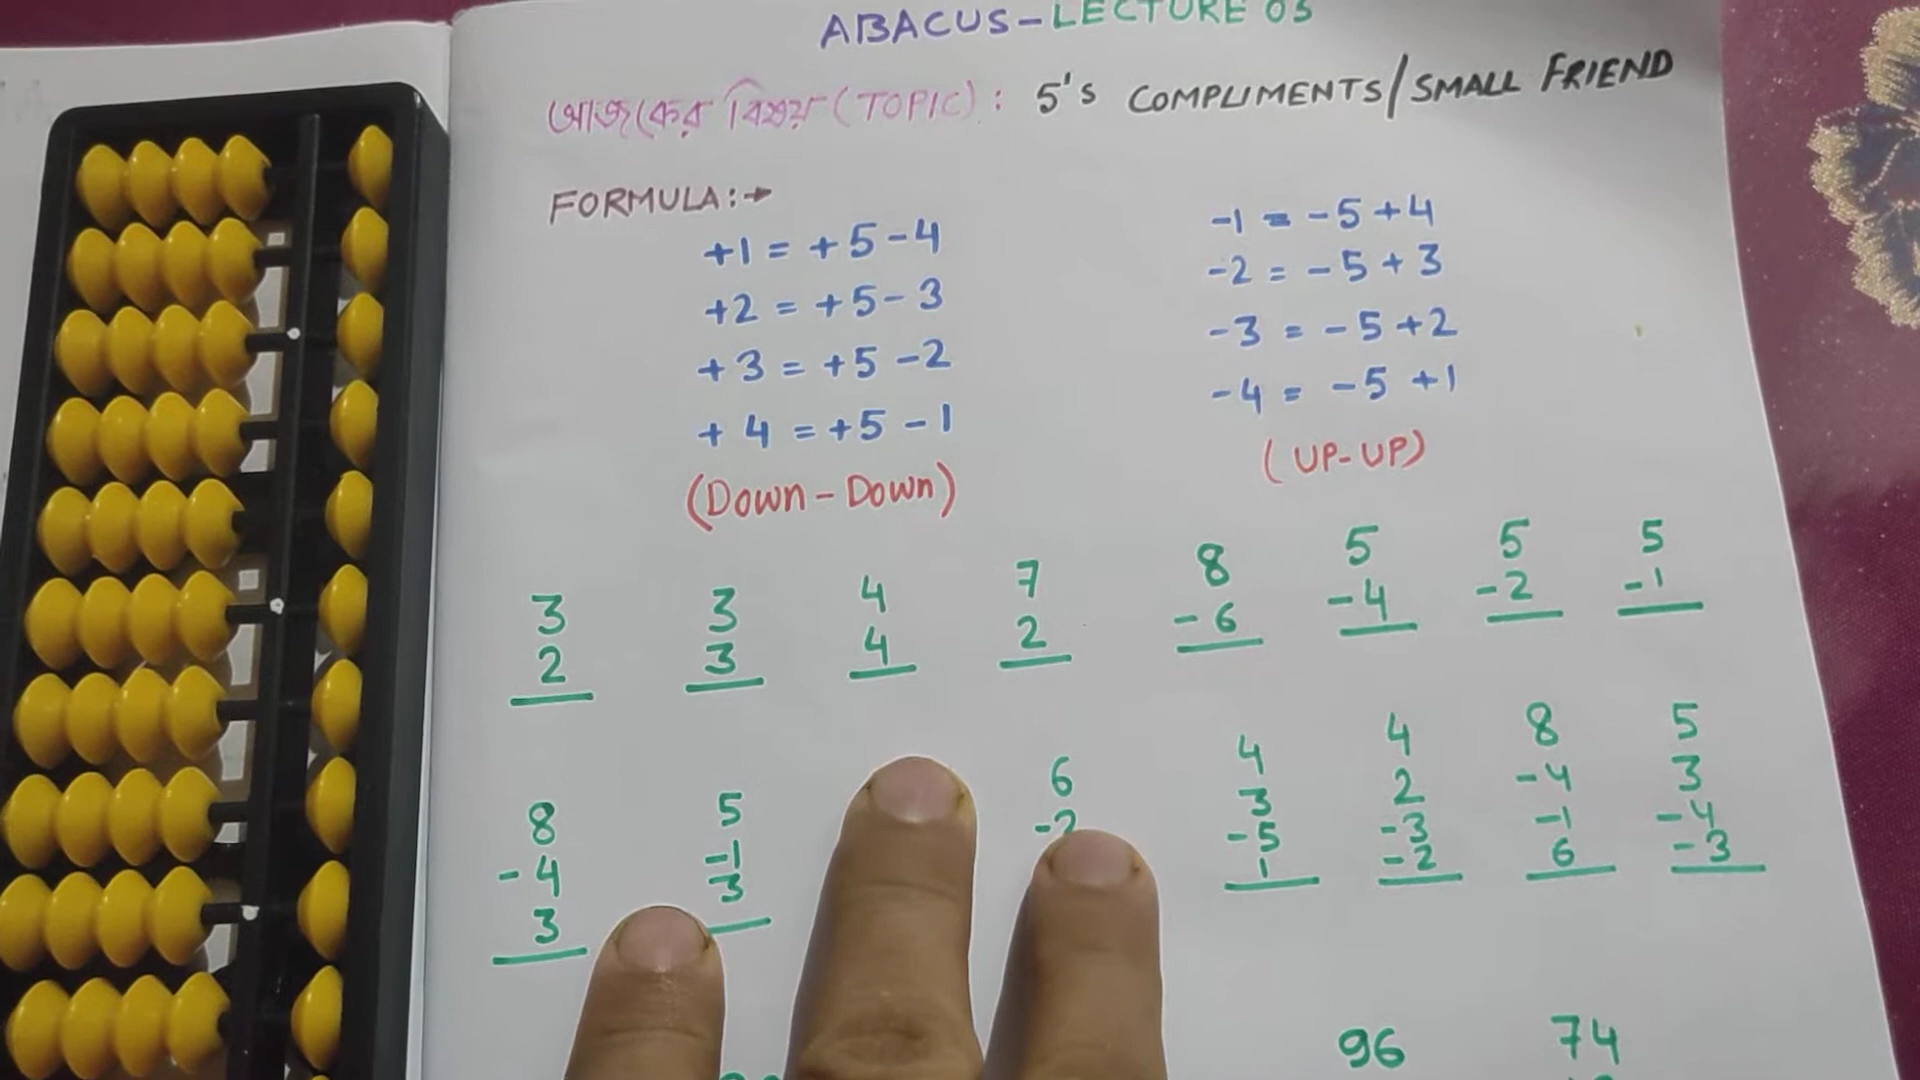 ABACUS-LECTURE 03
আজকের বিষয় (TOPIC): 5's COMPLIMENTS/SMALL FRIEND
FORMULA:→
+1 = +5-4
-1 = -5+4
+2 = +5-3
-2 = -5+3
+3 = +5-2
-3 = -5+2
+4 = +5-1
-4 = -5+1
(DOWN-DOWN)
(UP-UP)
3 3 4 7 8 5 5 5
2 3 4 2 -6 -4 -2 -1
8 5 6 4 4 8 5
-4 -1 -2 3 2 -4 3
3 3 -5 -3 -1 -4
1 -2 6 -3
96 74